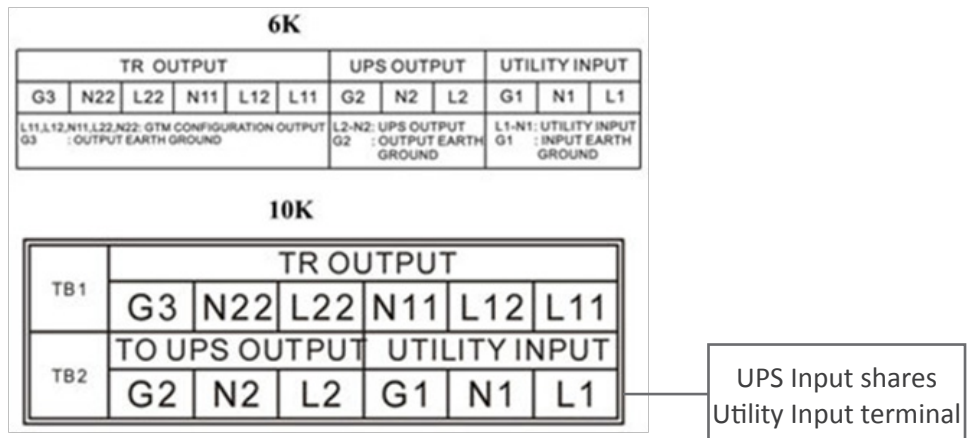 6K
TR OUTPUT UPS OUTPUT UTILITY INPUT
G3 N22 L22 N11 L12 L11 G2 N2 L2 G1 N1 L1
L11,L12,N11,L22,N22: GTM CONFIGURATION OUTPUT L2-N2: UPS OUTPUT L1-N1: UTILITY INPUT
G3 : OUTPUT EARTH GROUND G2 : OUTPUT EARTH G1 : INPUT EARTH
GROUND GROUND
10K
TB1 TR OUTPUT
G3 N22 L22 N11 L12 L11
TB2 TO UPS OUTPUT UTILITY INPUT
G2 N2 L2 G1 N1 L1
UPS Input shares
Utility Input terminal